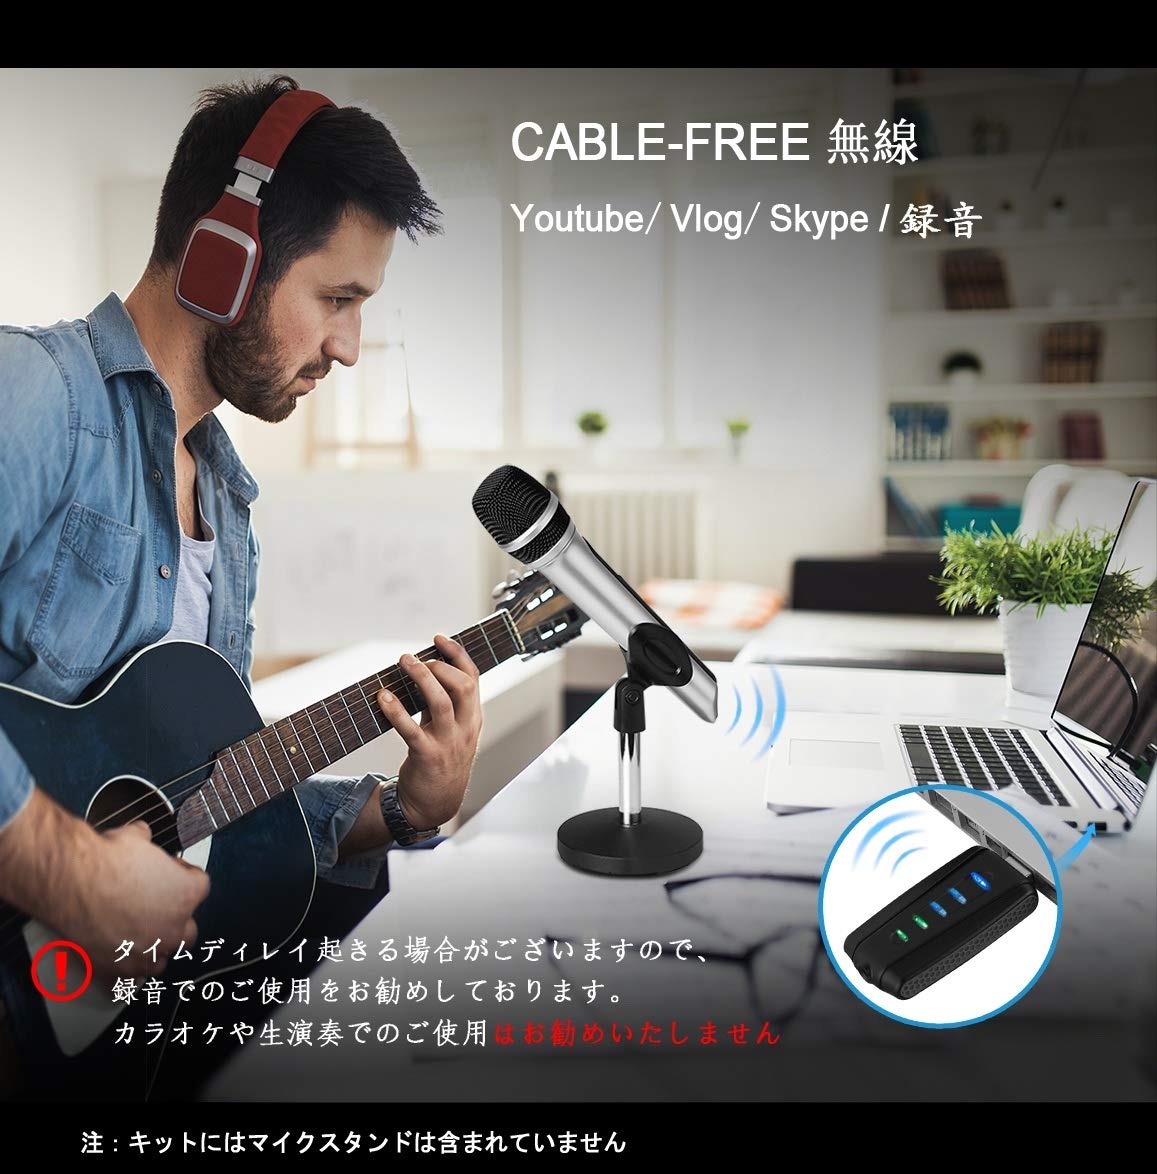 CABLE-FREE 無線
Youtube/ Vlog/ Skype / 録音
タイムディレイ起きる場合がございますので、
録音でのご使用をお勧めしております。
カラオケや生演奏でのご使用はお勧めいたしません
注：キットにはマイクスタンドは含まれていません